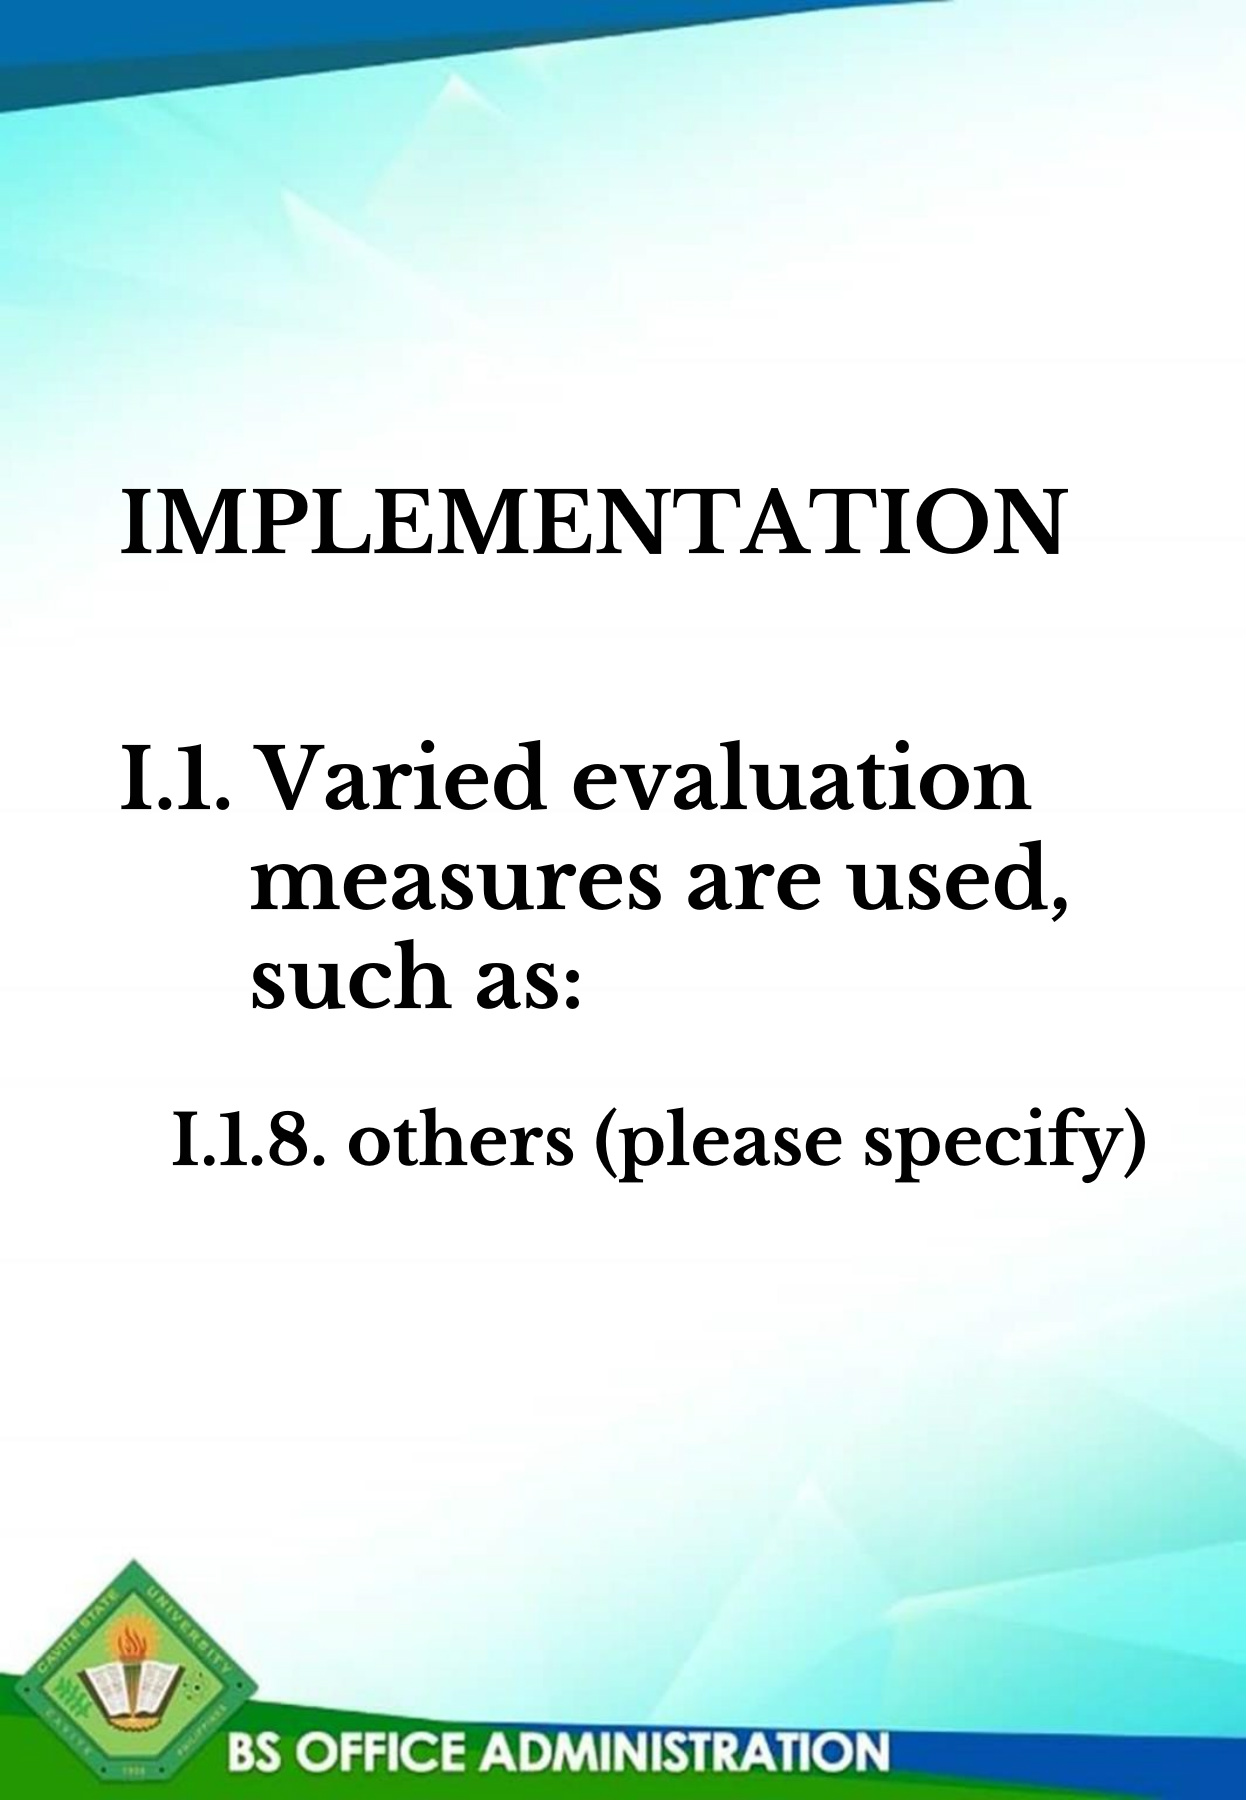 IMPLEMENTATION
I.1. Varied evaluation
measures are used,
such as:
I.1.8. others (please specify)
CAVITE STATE UNIVERSITY
CAVITE PHILIPPINES
1906
BS OFFICE ADMINISTRATION